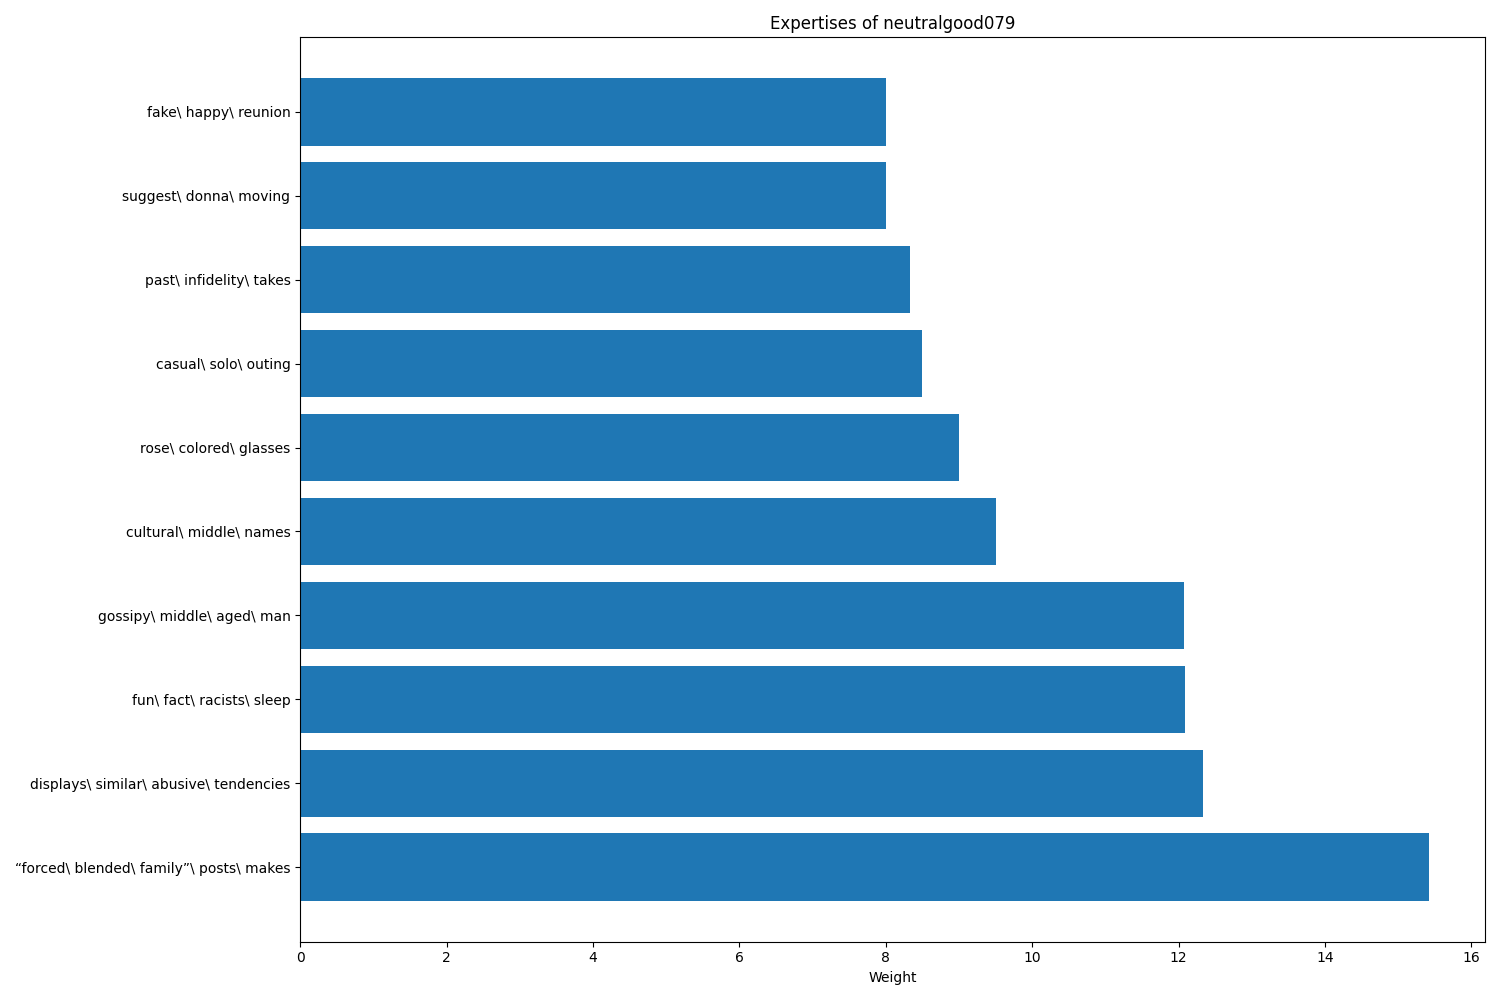 Expertises of neutralgood079
fake\ happy\ reunion
suggest\ donna\ moving
past\ infidelity\ takes
casual\ solo\ outing
rose\ colored\ glasses
cultural\ middle\ names
gossipy\ middle\ aged\ man
fun\ fact\ racists\ sleep
displays\ similar\ abusive\ tendencies
“forced\ blended\ family”\ posts\ makes
0 2 4 6 8 10 12 14 16
Weight